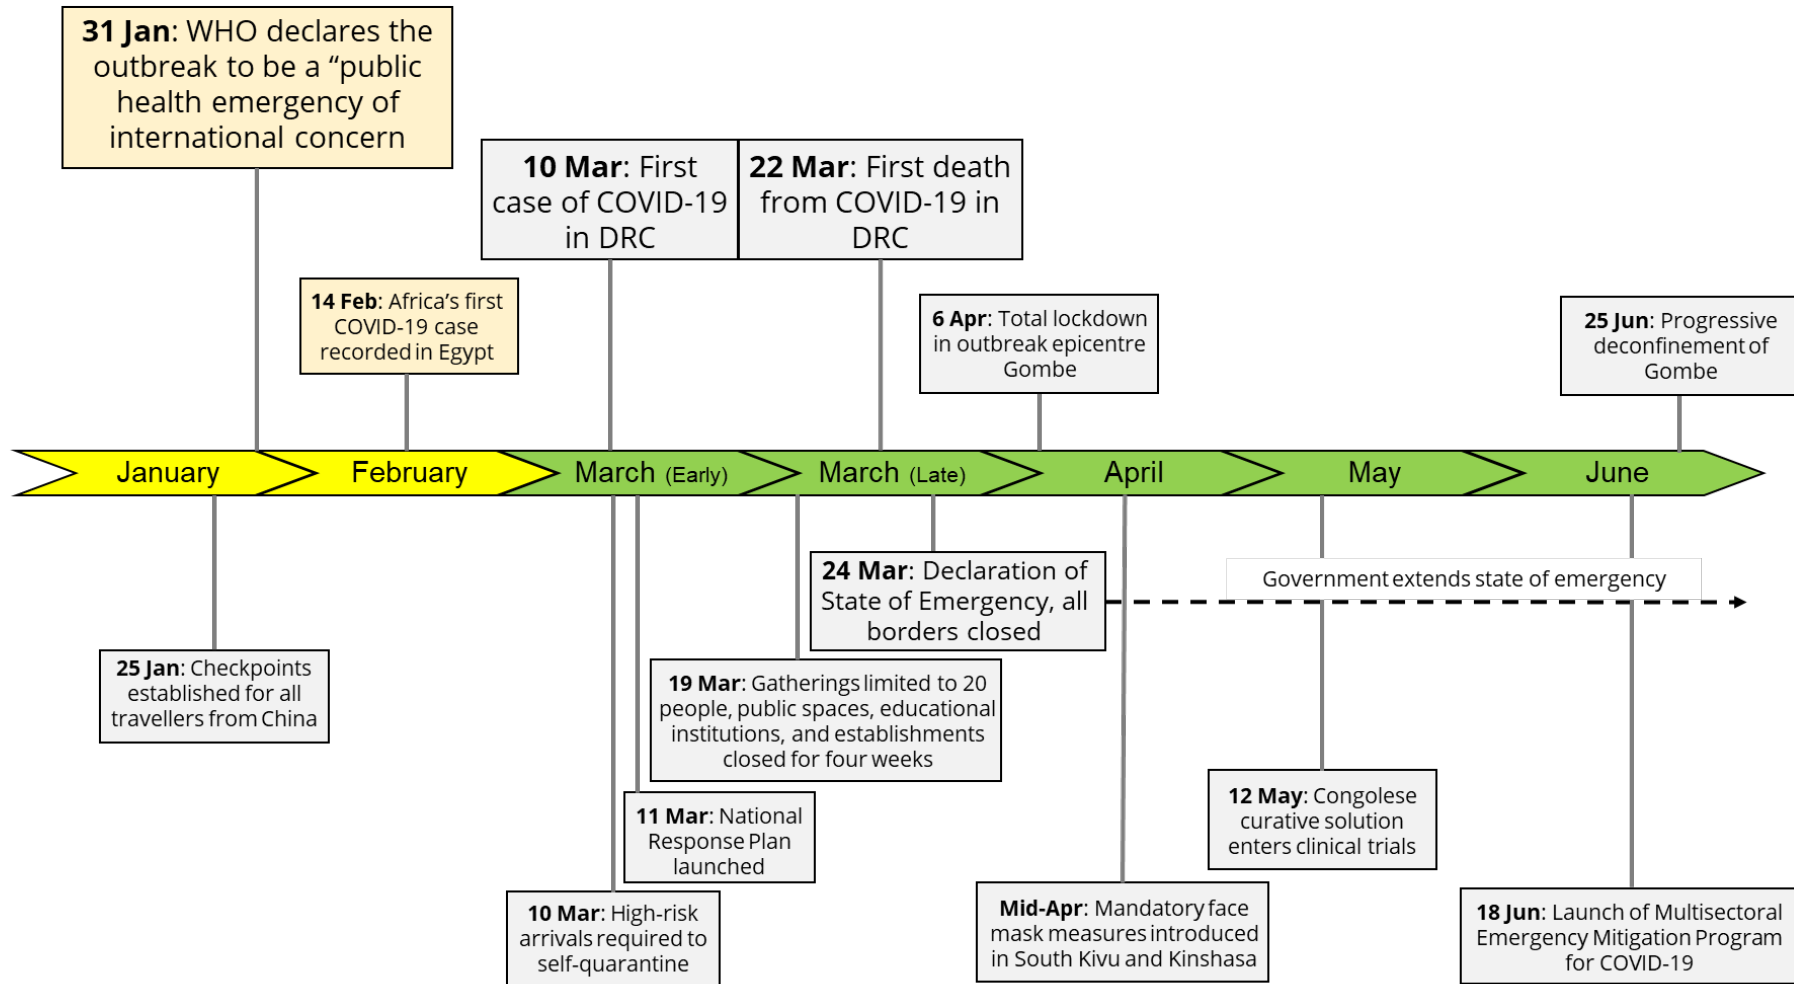 31 Jan: WHO declares the
outbreak to be a “public
health emergency of
international concern
10 Mar: First
case of COVID-19
in DRC
22 Mar: First death
from COVID-19 in
DRC
14 Feb: Africa’s first
COVID-19 case
recorded in Egypt
6 Apr: Total lockdown
in outbreak epicentre
Gombe
25 Jun: Progressive
deconfinement of
Gombe
January
February
March (Early)
March (Late)
April
May
June
24 Mar: Declaration of
State of Emergency, all
borders closed
Government extends state of emergency
25 Jan: Checkpoints
established for all
travellers from China
19 Mar: Gatherings limited to 20
people, public spaces, educational
institutions, and establishments
closed for four weeks
11 Mar: National
Response Plan
launched
12 May: Congolese
curative solution
enters clinical trials
10 Mar: High-risk
arrivals required to
self-quarantine
Mid-Apr: Mandatory face
mask measures introduced
in South Kivu and Kinshasa
18 Jun: Launch of Multisectoral
Emergency Mitigation Program
for COVID-19